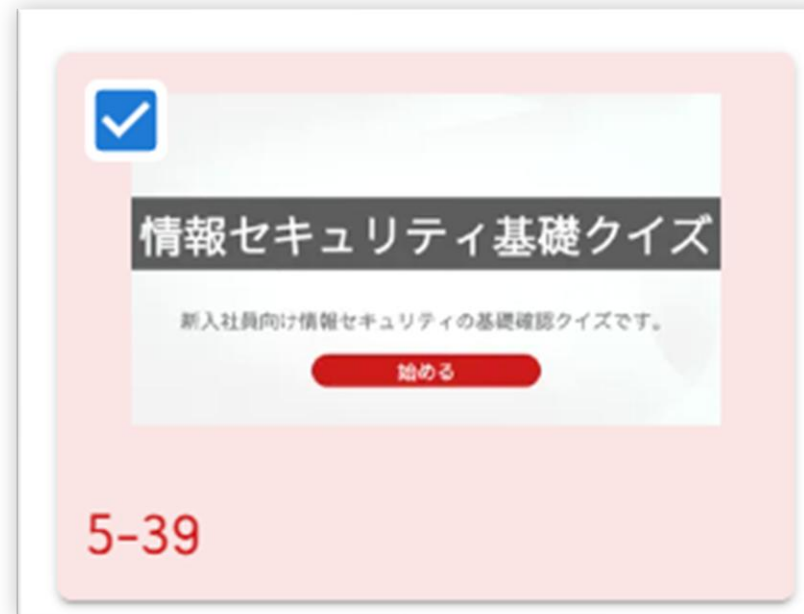 情報セキュリティ基礎クイズ
新入社員向け情報セキュリティの基礎確認クイズです。
始める
5-39